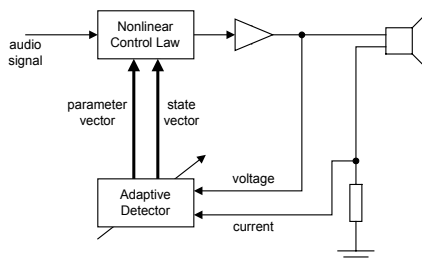 Nonlinear
Control Law
audio
signal
parameter
vector
state
vector
Adaptive
Detector
voltage
current